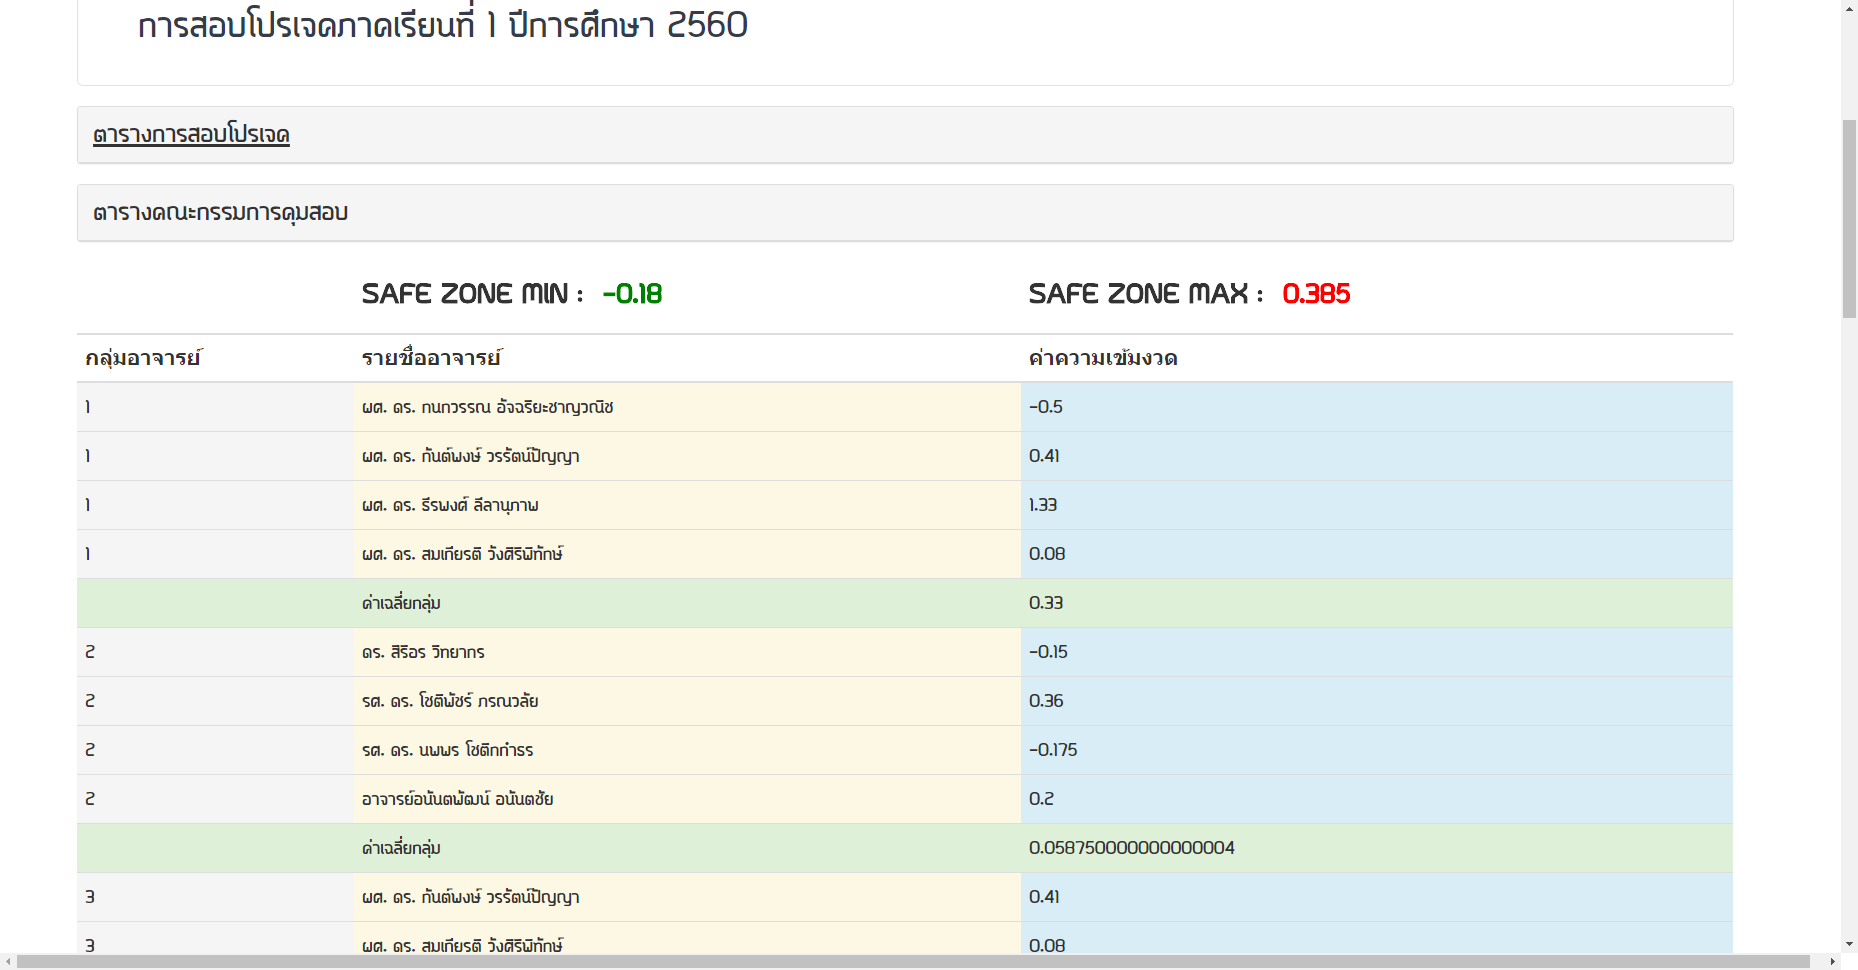 การสอบโปรเจคภาคเรียนที่ 1 ปีการศึกษา 2560
ตารางการสอบโปรเจค
ตารางคณะกรรมการคุมสอบ
SAFE ZONE MIN : -0.18 SAFE ZONE MAX : 0.385
กลุ่มอาจารย์ รายชื่ออาจารย์ ค่าความเข้มงวด
1 ผศ. ดร. กนกวรรณ อัจฉริยะชาญวณิช -0.5
1 ผศ. ดร. กันต์พงษ์ วรรัตน์ปัญญา 0.41
1 ผศ. ดร. ธีรพงศ์ ลีลานุภาพ 1.33
1 ผศ. ดร. สมเกียรติ วังศิริพิทักษ์ 0.08
ค่าเฉลี่ยกลุ่ม 0.33
2 ดร. สิริอร วิทยากร -0.15
2 รศ. ดร. โชติพัชร์ ภรณวลัย 0.36
2 รศ. ดร. นพพร โชติกกำธร -0.175
2 อาจารย์อนันตพัฒน์ อนันตชัย 0.2
ค่าเฉลี่ยกลุ่ม 0.058750000000000004
3 ผศ. ดร. กันต์พงษ์ วรรัตน์ปัญญา 0.41
3 ผศ. ดร. สมเกียรติ วังศิริพิทักษ์ 0.08